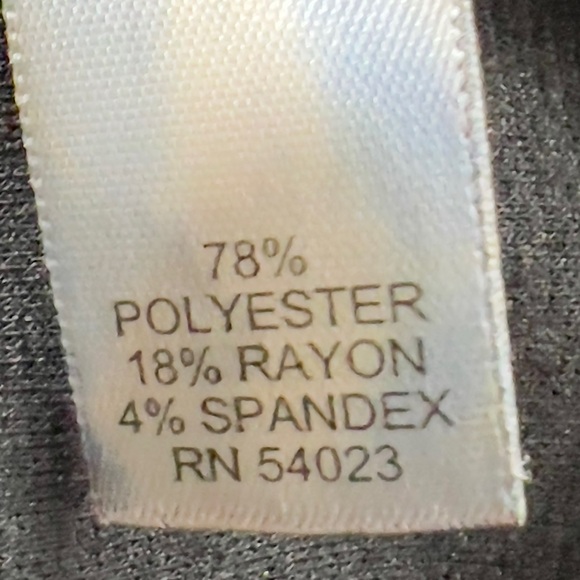 78%
POLYESTER
18% RAYON
4% SPANDEX
RN 54023